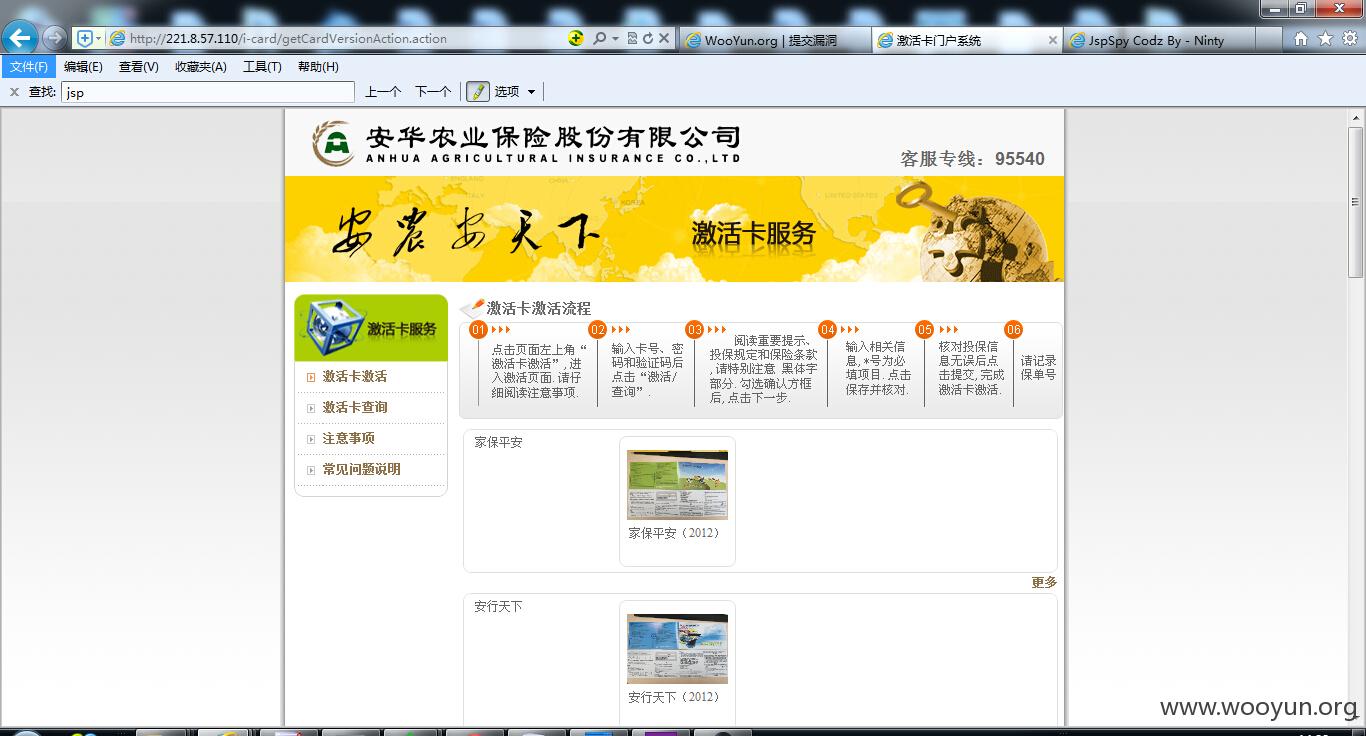 http://221.8.57.110/i-card/getCardVersionAction.action
WooYun.org | 提交漏洞
激活卡门户系统
JspSpy Codz By - Ninty
文件(F) 编辑(E) 查看(V) 收藏夹(A) 工具(T) 帮助(H)
查找: jsp 上一个 下一个 选项
安华农业保险股份有限公司
ANHUA AGRICULTURAL INSURANCE CO.,LTD
客服专线：95540
ENGLAND
ITALY
CHINA
KOREA
UNITED STATES
安农安天下
激活卡服务
激活卡服务
激活卡激活
激活卡查询
注意事项
常见问题说明
激活卡激活流程
01
点击页面左上角“
激活卡激活”, 进
入激活页面. 请仔
细阅读注意事项.
02
输入卡号、密
码和验证码后
点击“激活/
查询”.
03
阅读重要提示、
投保规定和保险条款
, 请特别注意 黑体字
部分. 勾选确认方框
后, 点击下一步.
04
输入相关信
息, *号为必
填项目. 点击
保存并核对.
05
核对投保信
息无误后点
击提交, 完成
激活卡激活.
06
请记录
保单号
家保平安
家保平安（2012）
更多
安行天下
安行天下（2012）
www.wooyun.org